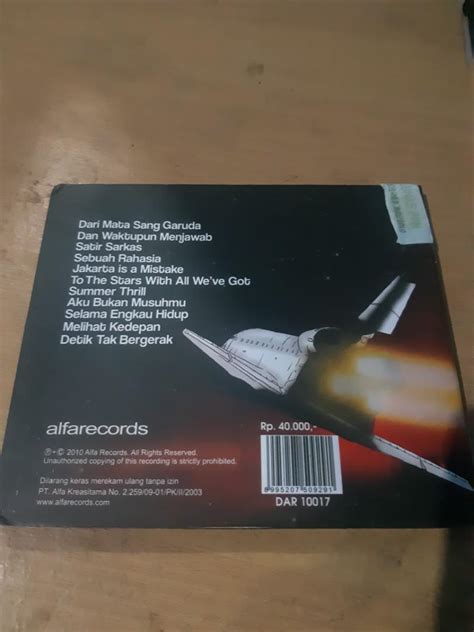 Dari Mata Sang Garuda
Dan Waktupun Menjawab
Satir Sarkas
Sebuah Rahasia
Jakarta is a Mistake
To The Stars With All We've Got
Summer Thrill
Aku Bukan Musuhmu
Selama Engkau Hidup
Melihat Kedepan
Detik Tak Bergerak
alfarecords
Rp. 40.000,-
℗ • © 2010 Alfa Records. All Rights Reserved.
Unauthorized copying of this recording is strictly prohibited.
Dilarang keras merekam ulang tanpa izin
PT. Alfa Kreasitama No. 2.259/09-01/PK/II/2003
www.alfarecords.com
DAR 10017